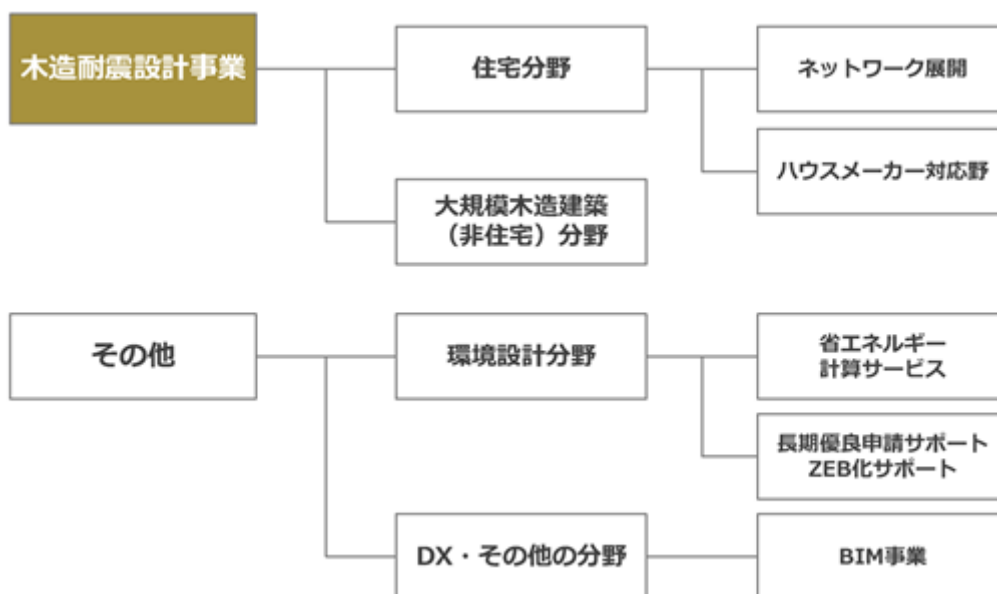 木造耐震設計事業
住宅分野
ネットワーク展開
ハウスメーカー対応野
大規模木造建築
（非住宅）分野
その他
環境設計分野
省エネルギー
計算サービス
長期優良申請サポート
ZEB化サポート
DX・その他の分野
BIM事業